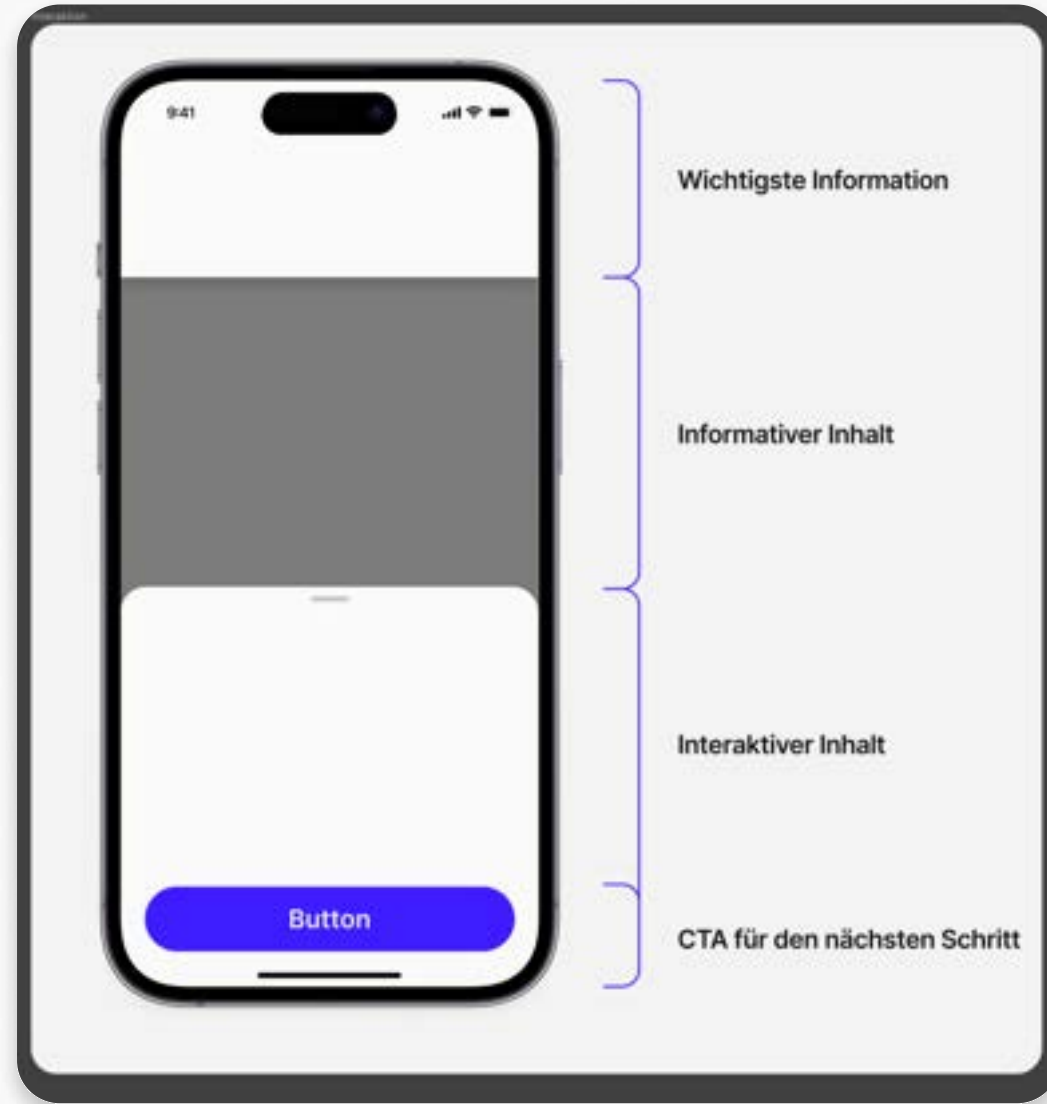 9:41
Wichtigste Information
Informativer Inhalt
Interaktiver Inhalt
Button
CTA für den nächsten Schritt